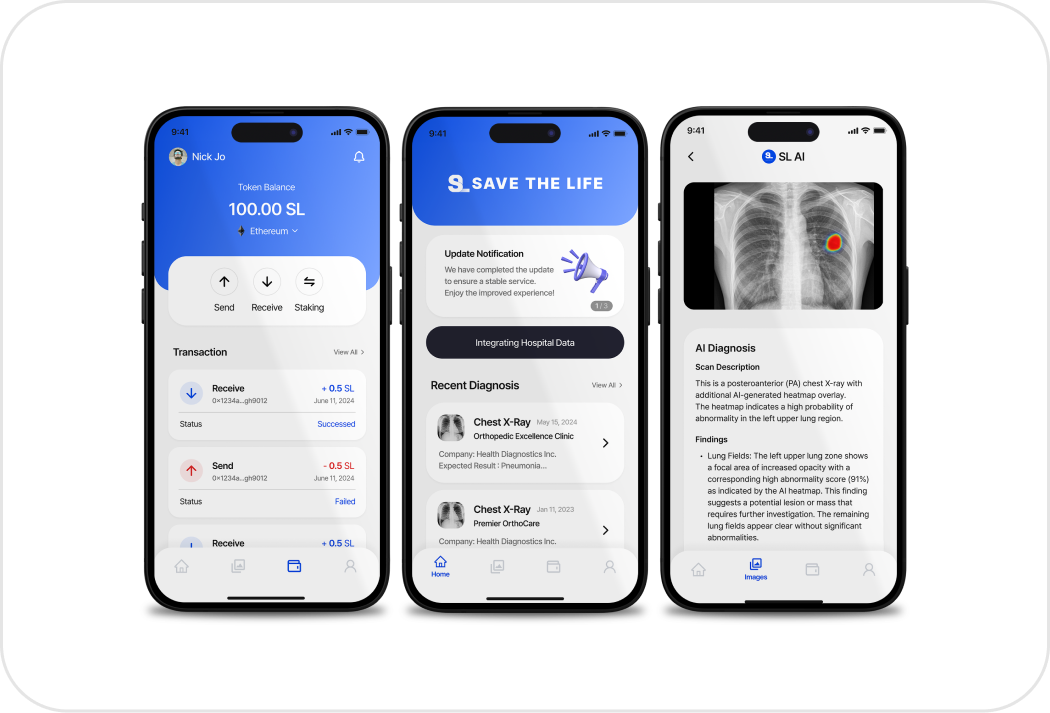 9:41
Nick Jo
Token Balance
100.00 SL
Ethereum
Send
Receive
Staking
Transaction
View All
Receive
+ 0.5 SL
0×1234a...gh9012
June 11, 2024
Status
Successed
Send
- 0.5 SL
0×1234a...gh9012
June 11, 2024
Status
Failed
Receive
+ 0.5 SL
9:41
SL SAVE THE LIFE
Update Notification
We have completed the update
to ensure a stable service.
Enjoy the improved experience!
1 / 3
Integrating Hospital Data
Recent Diagnosis
View All
Chest X-Ray
May 15, 2024
Orthopedic Excellence Clinic
Company: Health Diagnostics Inc.
Expected Result : Pneumonia...
Chest X-Ray
Jan 11, 2023
Premier OrthoCare
Company: Health Diagnostics Inc.
Home
9:41
SL SL AI
AI Diagnosis
Scan Description
This is a posteroanterior (PA) chest X-ray with
additional AI-generated heatmap overlay.
The heatmap indicates a high probability of
abnormality in the left upper lung region.
Findings
• Lung Fields: The left upper lung zone shows
a focal area of increased opacity with a
corresponding high abnormality score (91%)
as indicated by the AI heatmap. This finding
suggests a potential lesion or mass that
requires further investigation. The remaining
lung fields appear clear without significant
abnormalities.
Images